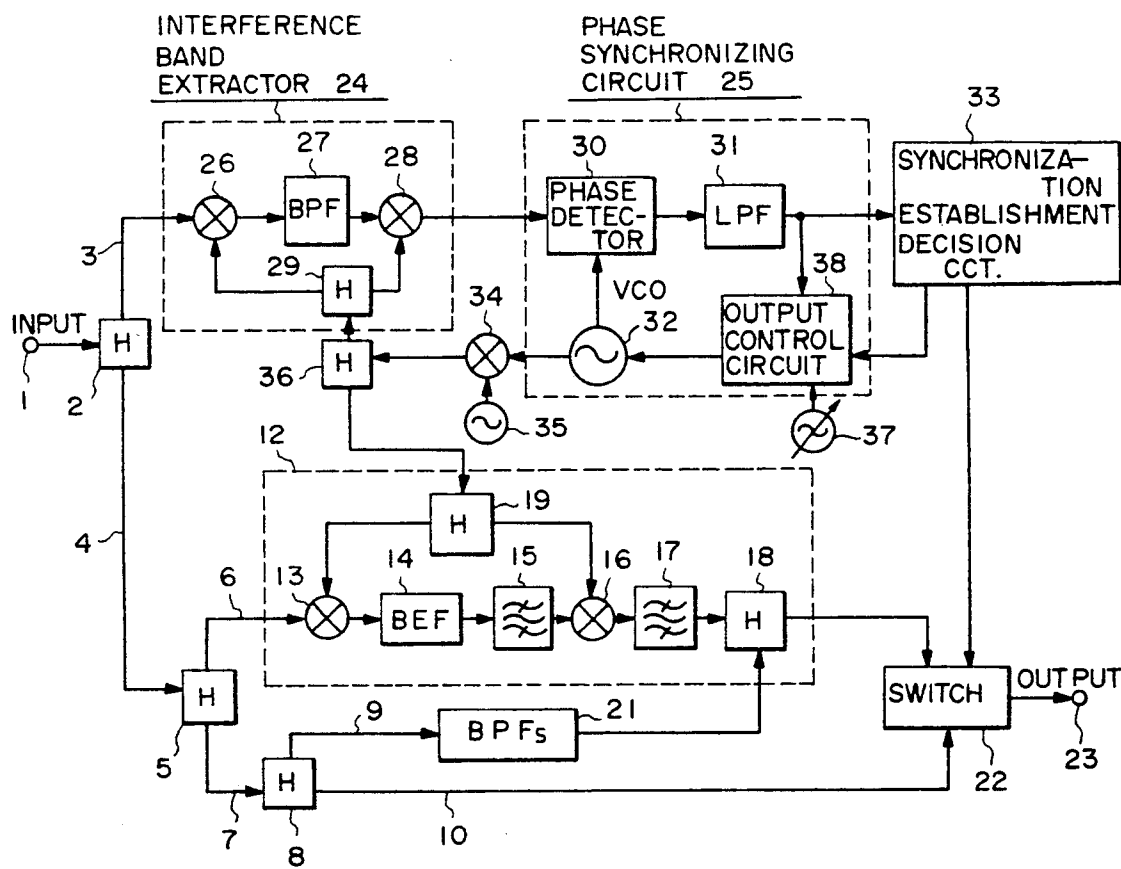 INTERFERENCE
BAND
EXTRACTOR 24
PHASE
SYNCHRONIZING
CIRCUIT 25
33
SYNCHRONIZA-
TION
ESTABLISHMENT
DECISION
CCT.
26
27
BPF
28
30
PHASE
DETEC-
TOR
31
LPF
3
29
H
VCO
32
38
OUTPUT
CONTROL
CIRCUIT
34
INPUT
1
H
2
H
36
35
37
12
H
19
4
6
13
14
BEF
15
16
17
18
H
H
5
9
BPFs
21
SWITCH
22
OUTPUT
23
7
H
8
10